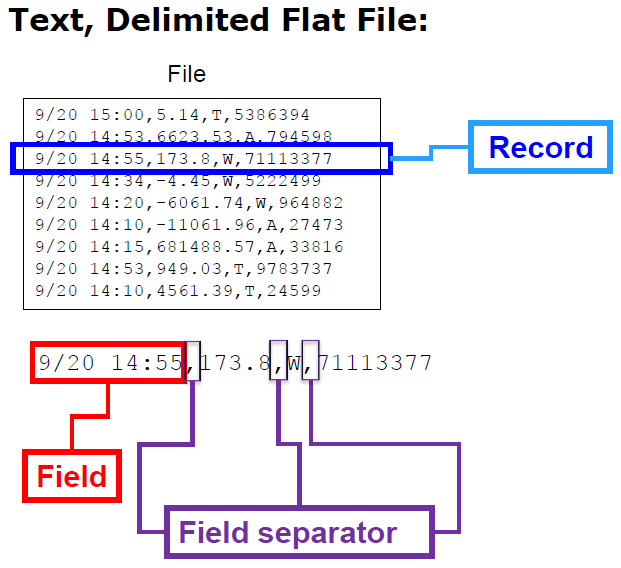 Text, Delimited Flat File:
File
9/20 15:00,5.14,T,5386394
9/20 14:53,6623.53,A,794598
9/20 14:55,173.8,W,71113377
Record
9/20 14:34,-4.45,W,5222499
9/20 14:20,-6061.74,W,964882
9/20 14:10,-11061.96,A,27473
9/20 14:15,681488.57,A,33816
9/20 14:53,949.03,T,9783737
9/20 14:10,4561.39,T,24599
9/20 14:55,173.8,W,71113377
Field
Field separator